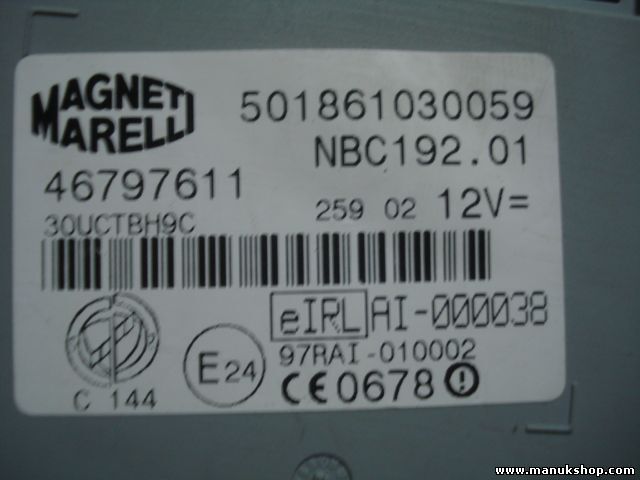 MAGNETI
MARELLI
501861030059
NBC192.01
46797611
30UCTBH9C
259 02 12V=
eIRL AI-000038
97RAI-010002
E24
CE0678
C 144
www.manukshop.com